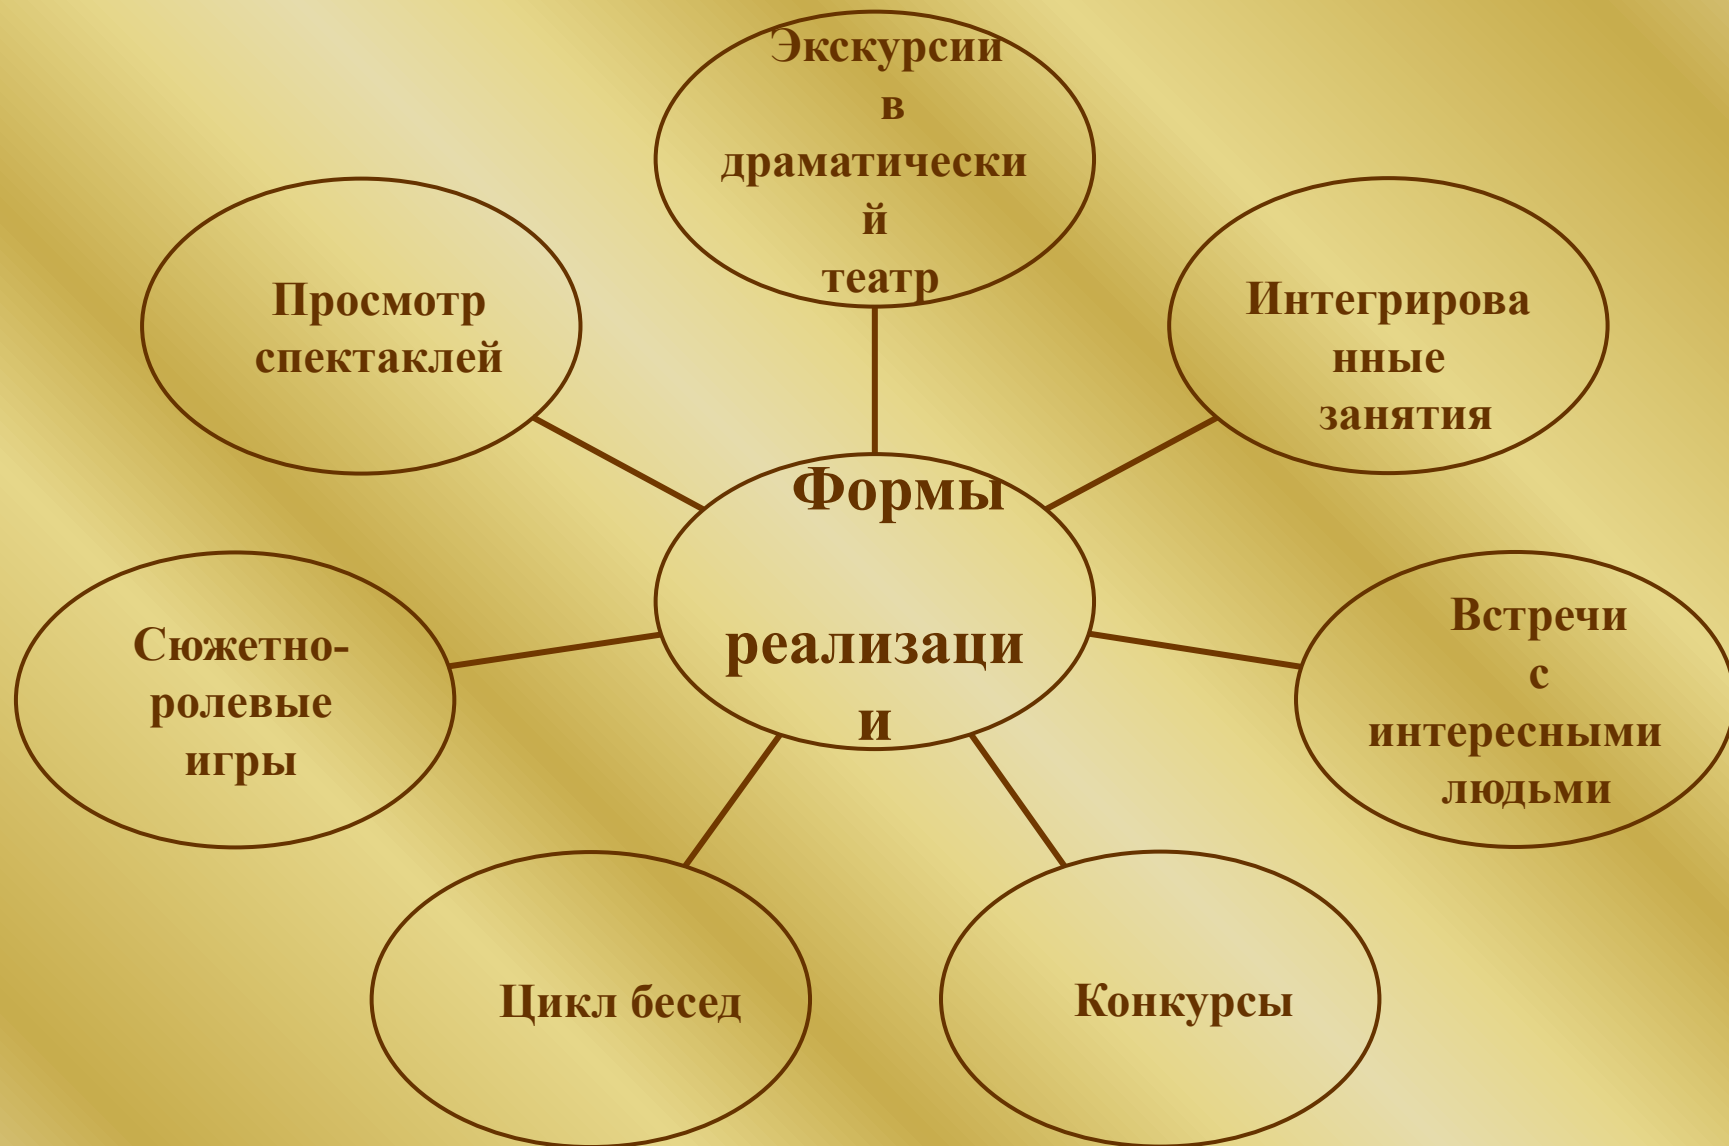 Экскурсии
в
драматически
й
театр
Интегрирова
нные
занятия
Встречи
с
интересными
людьми
Конкурсы
Цикл бесед
Сюжетно-
ролевые
игры
Просмотр
спектаклей
Формы
реализаци
и